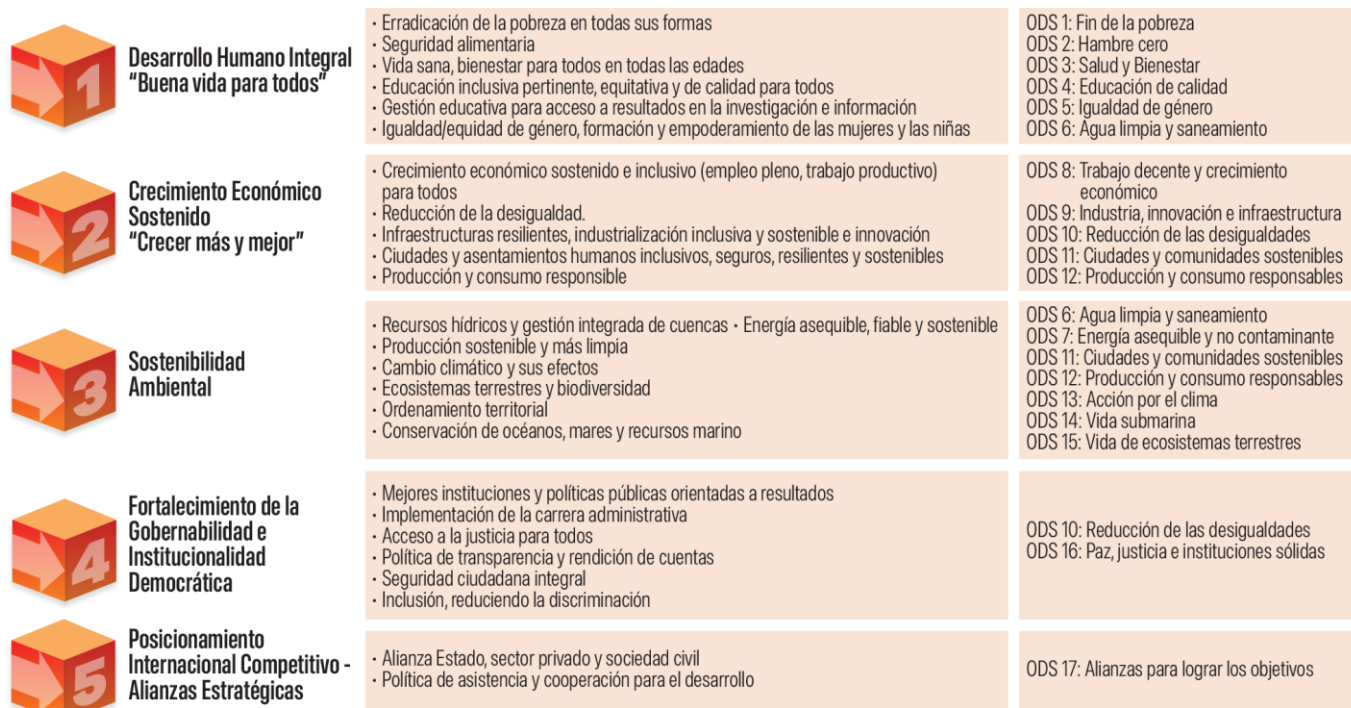 1
Desarrollo Humano Integral
“Buena vida para todos”
· Erradicación de la pobreza en todas sus formas
· Seguridad alimentaria
· Vida sana, bienestar para todos en todas las edades
· Educación inclusiva pertinente, equitativa y de calidad para todos
· Gestión educativa para acceso a resultados en la investigación e información
· Igualdad/equidad de género, formación y empoderamiento de las mujeres y las niñas
ODS 1: Fin de la pobreza
ODS 2: Hambre cero
ODS 3: Salud y Bienestar
ODS 4: Educación de calidad
ODS 5: Igualdad de género
ODS 6: Agua limpia y saneamiento
2
Crecimiento Económico
Sostenido
“Crecer más y mejor”
· Crecimiento económico sostenido e inclusivo (empleo pleno, trabajo productivo)
para todos
· Reducción de la desigualdad.
· Infraestructuras resilientes, industrialización inclusiva y sostenible e innovación
· Ciudades y asentamientos humanos inclusivos, seguros, resilientes y sostenibles
· Producción y consumo responsible
ODS 8: Trabajo decente y crecimiento
económico
ODS 9: Industria, innovación e infraestructura
ODS 10: Reducción de las desigualdades
ODS 11: Ciudades y comunidades sostenibles
ODS 12: Producción y consumo responsables
3
Sostenibilidad
Ambiental
· Recursos hídricos y gestión integrada de cuencas · Energía asequible, fiable y sostenible
· Producción sostenible y más limpia
· Cambio climático y sus efectos
· Ecosistemas terrestres y biodiversidad
· Ordenamiento territorial
· Conservación de océanos, mares y recursos marino
ODS 6: Agua limpia y saneamiento
ODS 7: Energía asequible y no contaminante
ODS 11: Ciudades y comunidades sostenibles
ODS 12: Producción y consumo responsables
ODS 13: Acción por el clima
ODS 14: Vida submarina
ODS 15: Vida de ecosistemas terrestres
4
Fortalecimiento de la
Gobernabilidad e
Institucionalidad
Democrática
· Mejores instituciones y políticas públicas orientadas a resultados
· Implementación de la carrera administrativa
· Acceso a la justicia para todos
· Política de transparencia y rendición de cuentas
· Seguridad ciudadana integral
· Inclusión, reduciendo la discriminación
ODS 10: Reducción de las desigualdades
ODS 16: Paz, justicia e instituciones sólidas
5
Posicionamiento
Internacional Competitivo -
Alianzas Estratégicas
· Alianza Estado, sector privado y sociedad civil
· Política de asistencia y cooperación para el desarrollo
ODS 17: Alianzas para lograr los objetivos